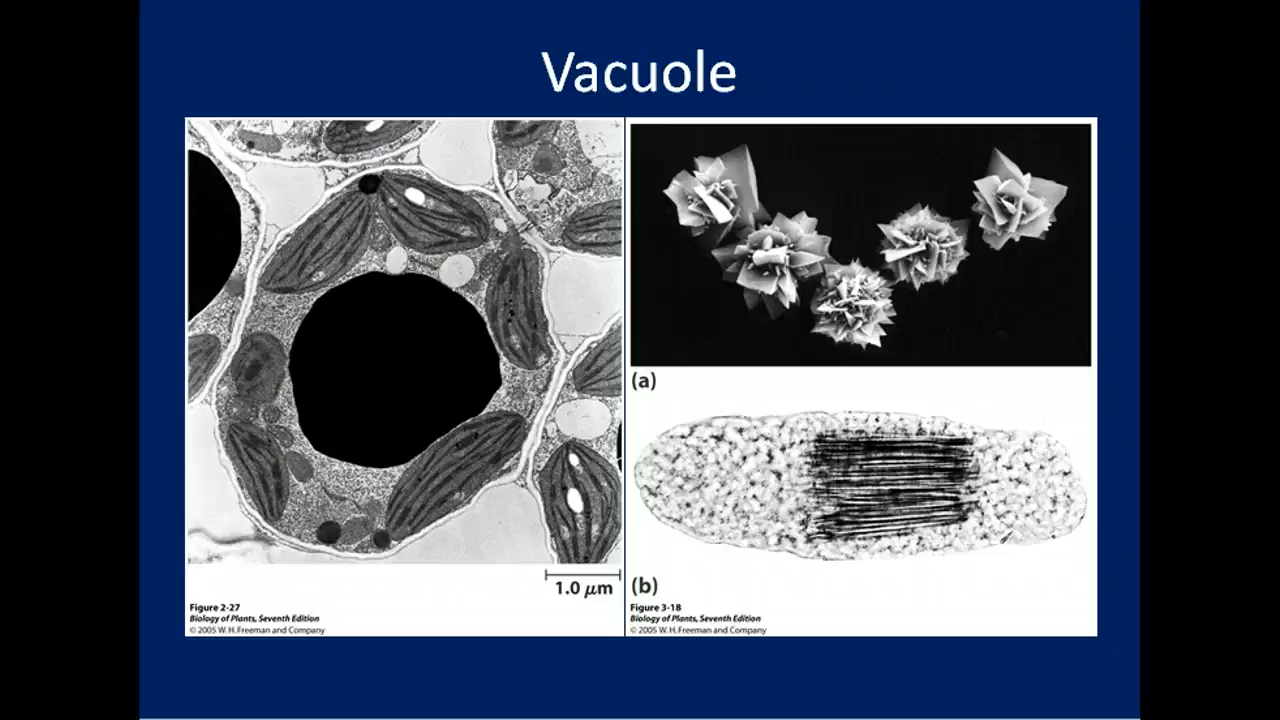 Vacuole
1.0 μm
Figure 2-27
Biology of Plants, Seventh Edition
© 2005 W. H. Freeman and Company
(a)
(b)
Figure 3-18
Biology of Plants, Seventh Edition
© 2005 W. H. Freeman and Company